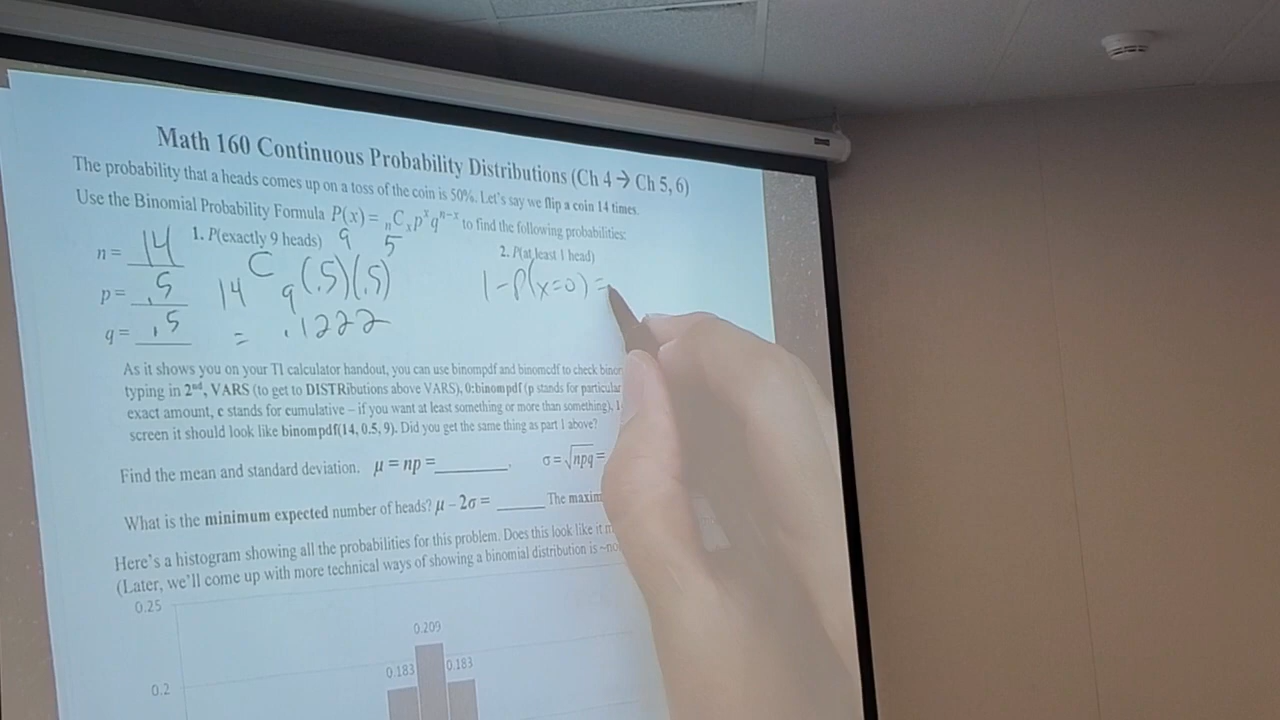 Math 160 Continuous Probability Distributions (Ch 4 → Ch 5, 6)
The probability that a heads comes up on a toss of the coin is 50%. Let's say we flip a coin 14 times.
Use the Binomial Probability Formula P(x) = nCx p^x q^(n−x) to find the following probabilities:
n = 14
1. P(exactly 9 heads)
2. P(at least 1 head)
p = .5
14 C 9 (.5)^9 (.5)^5
1 - P(x=0) =
q = .5
= .1222
As it shows you on your TI calculator handout, you can use binompdf and binomcdf to check
typing in 2nd, VARS (to get to DISTRibutions above VARS), 0:binompdf (p stands for particular
exact amount, c stands for cumulative – if you want at least something or more than something),
screen it should look like binompdf(14, 0.5, 9). Did you get the same thing as part 1 above?
Find the mean and standard deviation. μ = np = ________. σ = √npq =
What is the minimum expected number of heads? μ – 2σ = _____ The
Here's a histogram showing all the probabilities for this problem. Does this look like it
(Later, we'll come up with more technical ways of showing a binomial distribution is
0.25
0.209
0.183
0.183
0.2